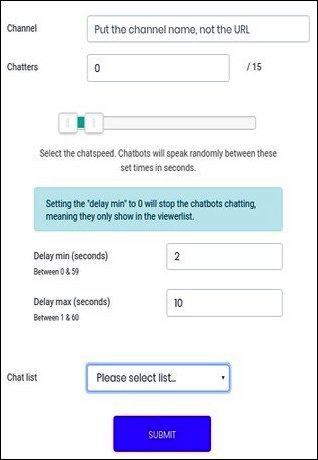 Channel
Put the channel name, not the URL
Chatters
0
/ 15
Select the chatspeed. Chatbots will speak randomly between these
set times in seconds.
Setting the "delay min" to 0 will stop the chatbots chatting,
meaning they only show in the viewerlist.
Delay min (seconds)
2
Between 0 & 59
Delay max (seconds)
10
Between 1 & 60
Chat list
Please select list...
SUBMIT